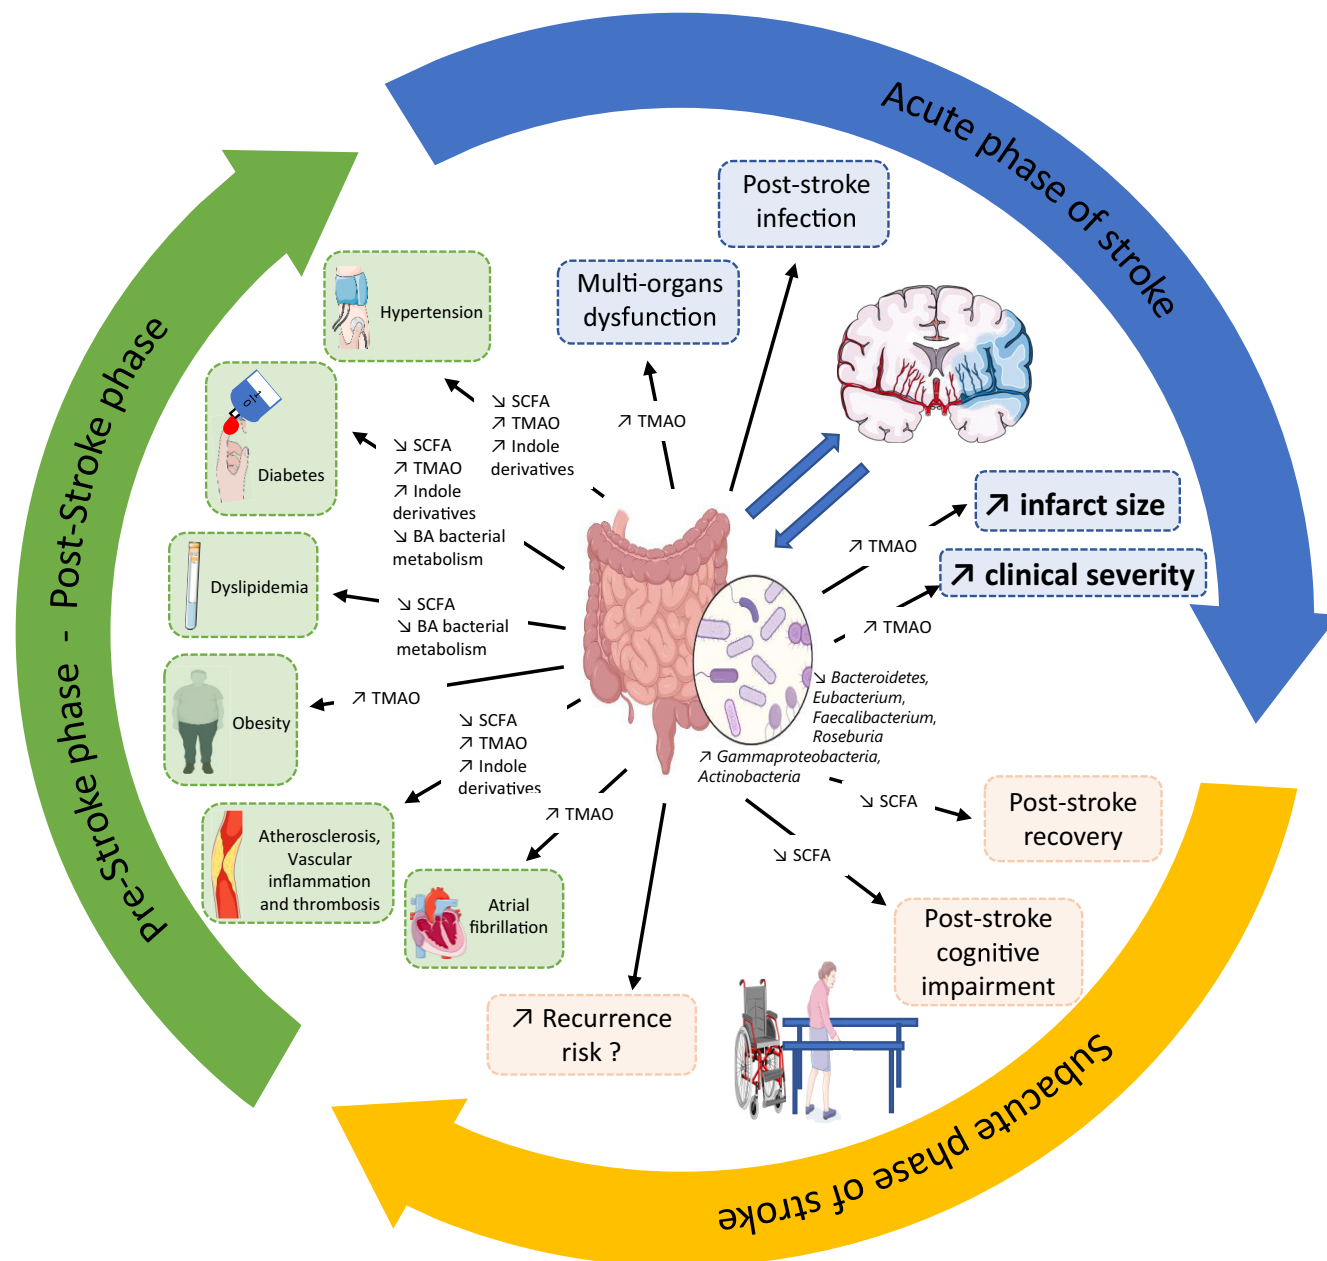 Acute phase of stroke
Post-stroke
infection
Multi-organs
dysfunction
↗ TMAO
Hypertension
↘ SCFA
↗ TMAO
↗ Indole
derivatives
Diabetes
↘ SCFA
↗ TMAO
↗ Indole
derivatives
↘ BA bacterial
metabolism
Dyslipidemia
↘ SCFA
↘ BA bacterial
metabolism
Obesity
↗ TMAO
↘ SCFA
↗ TMAO
↗ Indole
derivatives
Atherosclerosis,
Vascular
inflammation
and thrombosis
↗ TMAO
Atrial
fibrillation
Pre-Stroke phase - Post-Stroke phase
↗ infarct size
↗ TMAO
↗ clinical severity
↗ TMAO
↘ Bacteroidetes,
Eubacterium,
Faecalibacterium,
Roseburia
↗ Gammaproteobacteria,
Actinobacteria
↘ SCFA
Post-stroke
recovery
↘ SCFA
Post-stroke
cognitive
impairment
↗ Recurrence
risk ?
Subacute phase of stroke